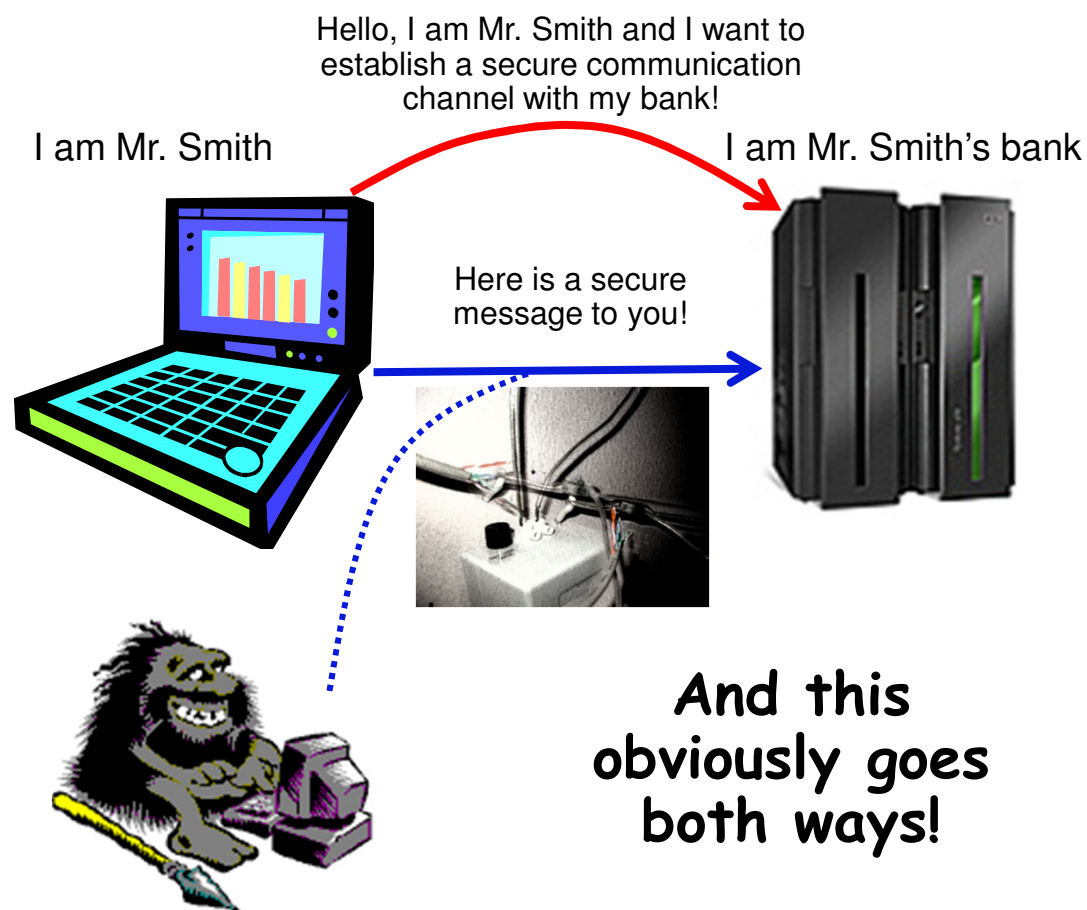 Hello, I am Mr. Smith and I want to
establish a secure communication
channel with my bank!
I am Mr. Smith
I am Mr. Smith’s bank
Here is a secure
message to you!
And this
obviously goes
both ways!